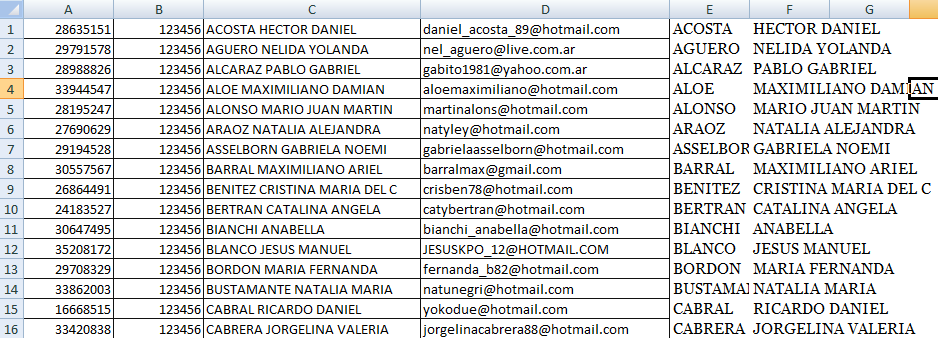 A B C D E F G
1 28635151 123456 ACOSTA HECTOR DANIEL daniel_acosta_89@hotmail.com ACOSTA HECTOR DANIEL
2 29791578 123456 AGUERO NELIDA YOLANDA nel_aguero@live.com.ar AGUERO NELIDA YOLANDA
3 28988826 123456 ALCARAZ PABLO GABRIEL gabito1981@yahoo.com.ar ALCARAZ PABLO GABRIEL
4 33944547 123456 ALOE MAXIMILIANO DAMIAN aloemaximiliano@hotmail.com ALOE MAXIMILIANO DAMIAN
5 28195247 123456 ALONSO MARIO JUAN MARTIN martinalons@hotmail.com ALONSO MARIO JUAN MARTIN
6 27690629 123456 ARAOZ NATALIA ALEJANDRA natyley@hotmail.com ARAOZ NATALIA ALEJANDRA
7 29194528 123456 ASSELBORN GABRIELA NOEMI gabrielaasselborn@hotmail.com ASSELBOR GABRIELA NOEMI
8 30557567 123456 BARRAL MAXIMILIANO ARIEL barralmax@gmail.com BARRAL MAXIMILIANO ARIEL
9 26864491 123456 BENITEZ CRISTINA MARIA DEL C crisben78@hotmail.com BENITEZ CRISTINA MARIA DEL C
10 24183527 123456 BERTRAN CATALINA ANGELA catybertran@hotmail.com BERTRAN CATALINA ANGELA
11 30647495 123456 BIANCHI ANABELLA bianchi_anabella@hotmail.com BIANCHI ANABELLA
12 35208172 123456 BLANCO JESUS MANUEL JESUSKPO_12@HOTMAIL.COM BLANCO JESUS MANUEL
13 29708329 123456 BORDON MARIA FERNANDA fernanda_b82@hotmail.com BORDON MARIA FERNANDA
14 33862003 123456 BUSTAMANTE NATALIA MARIA natunegri@hotmail.com BUSTAMA NATALIA MARIA
15 16668515 123456 CABRAL RICARDO DANIEL yokodue@hotmail.com CABRAL RICARDO DANIEL
16 33420838 123456 CABRERA JORGELINA VALERIA jorgelinacabrera88@hotmail.com CABRERA JORGELINA VALERIA